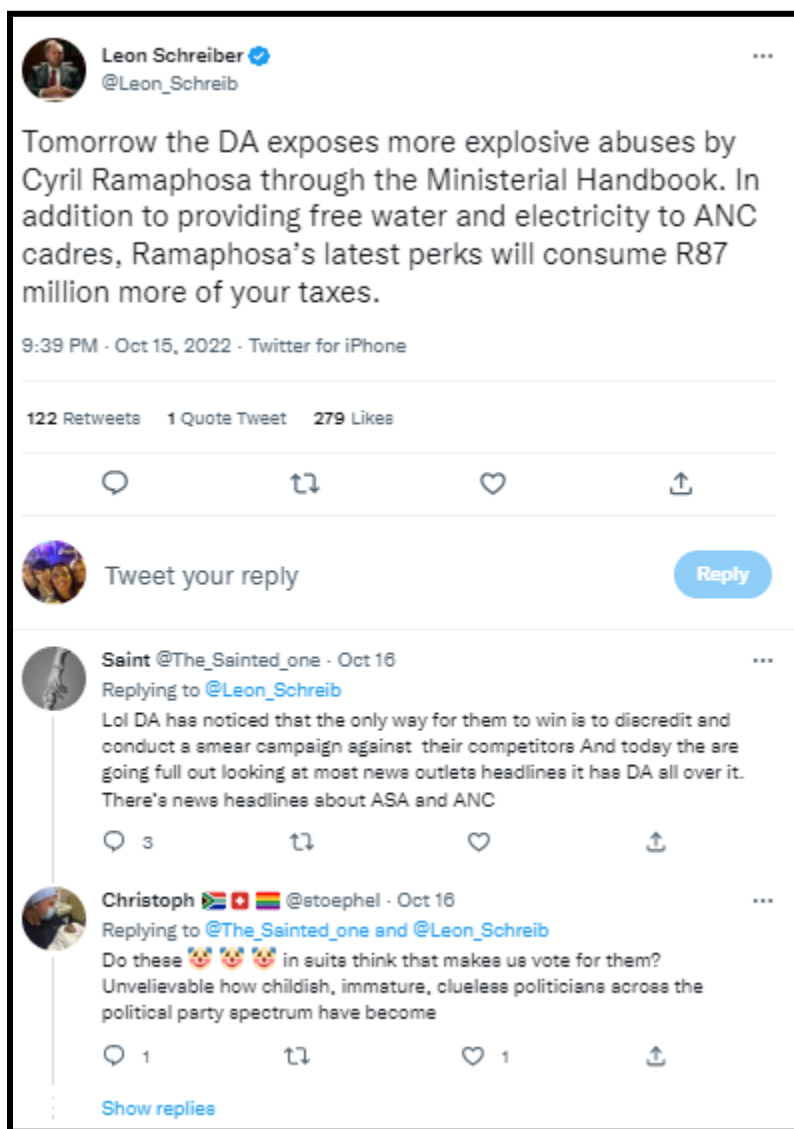 Leon Schreiber
@Leon_Schreib
Tomorrow the DA exposes more explosive abuses by
Cyril Ramaphosa through the Ministerial Handbook. In
addition to providing free water and electricity to ANC
cadres, Ramaphosa's latest perks will consume R87
million more of your taxes.
9:39 PM · Oct 15, 2022 · Twitter for iPhone
122 Retweets 1 Quote Tweet 279 Likes
Tweet your reply
Reply
Saint @The_Sainted_one · Oct 16
Replying to @Leon_Schreib
Lol DA has noticed that the only way for them to win is to discredit and
conduct a smear campaign against their competitors And today the are
going full out looking at most news outlets headlines it has DA all over it.
There's news headlines about ASA and ANC
3
Christoph 🇿🇦 🇨🇭 🏳️‍🌈 @stoephel · Oct 16
Replying to @The_Sainted_one and @Leon_Schreib
Do these 🤡 🤡 🤡 in suits think that makes us vote for them?
Unvelievable how childish, immature, clueless politicians across the
political party spectrum have become
1 1
Show replies